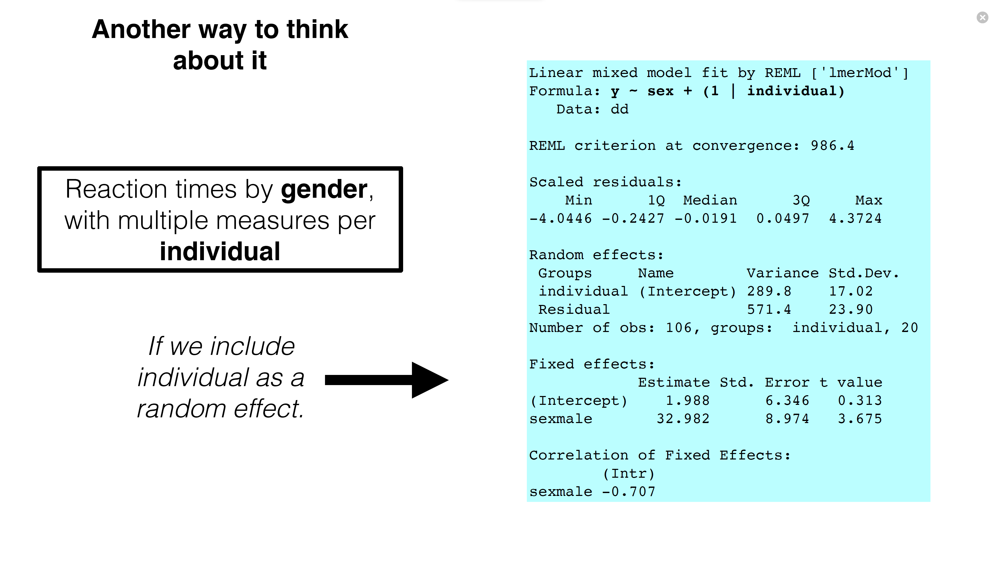 Another way to think
about it
Reaction times by gender,
with multiple measures per
individual
If we include
individual as a
random effect.
Linear mixed model fit by REML ['lmerMod']
Formula: y ~ sex + (1 | individual)
   Data: dd
REML criterion at convergence: 986.4
Scaled residuals:
    Min      1Q  Median      3Q     Max
-4.0446 -0.2427 -0.0191  0.0497  4.3724
Random effects:
 Groups     Name        Variance Std.Dev.
 individual (Intercept) 289.8    17.02
 Residual               571.4    23.90
Number of obs: 106, groups:  individual, 20
Fixed effects:
            Estimate Std. Error t value
(Intercept)    1.988      6.346   0.313
sexmale       32.982      8.974   3.675
Correlation of Fixed Effects:
        (Intr)
sexmale -0.707